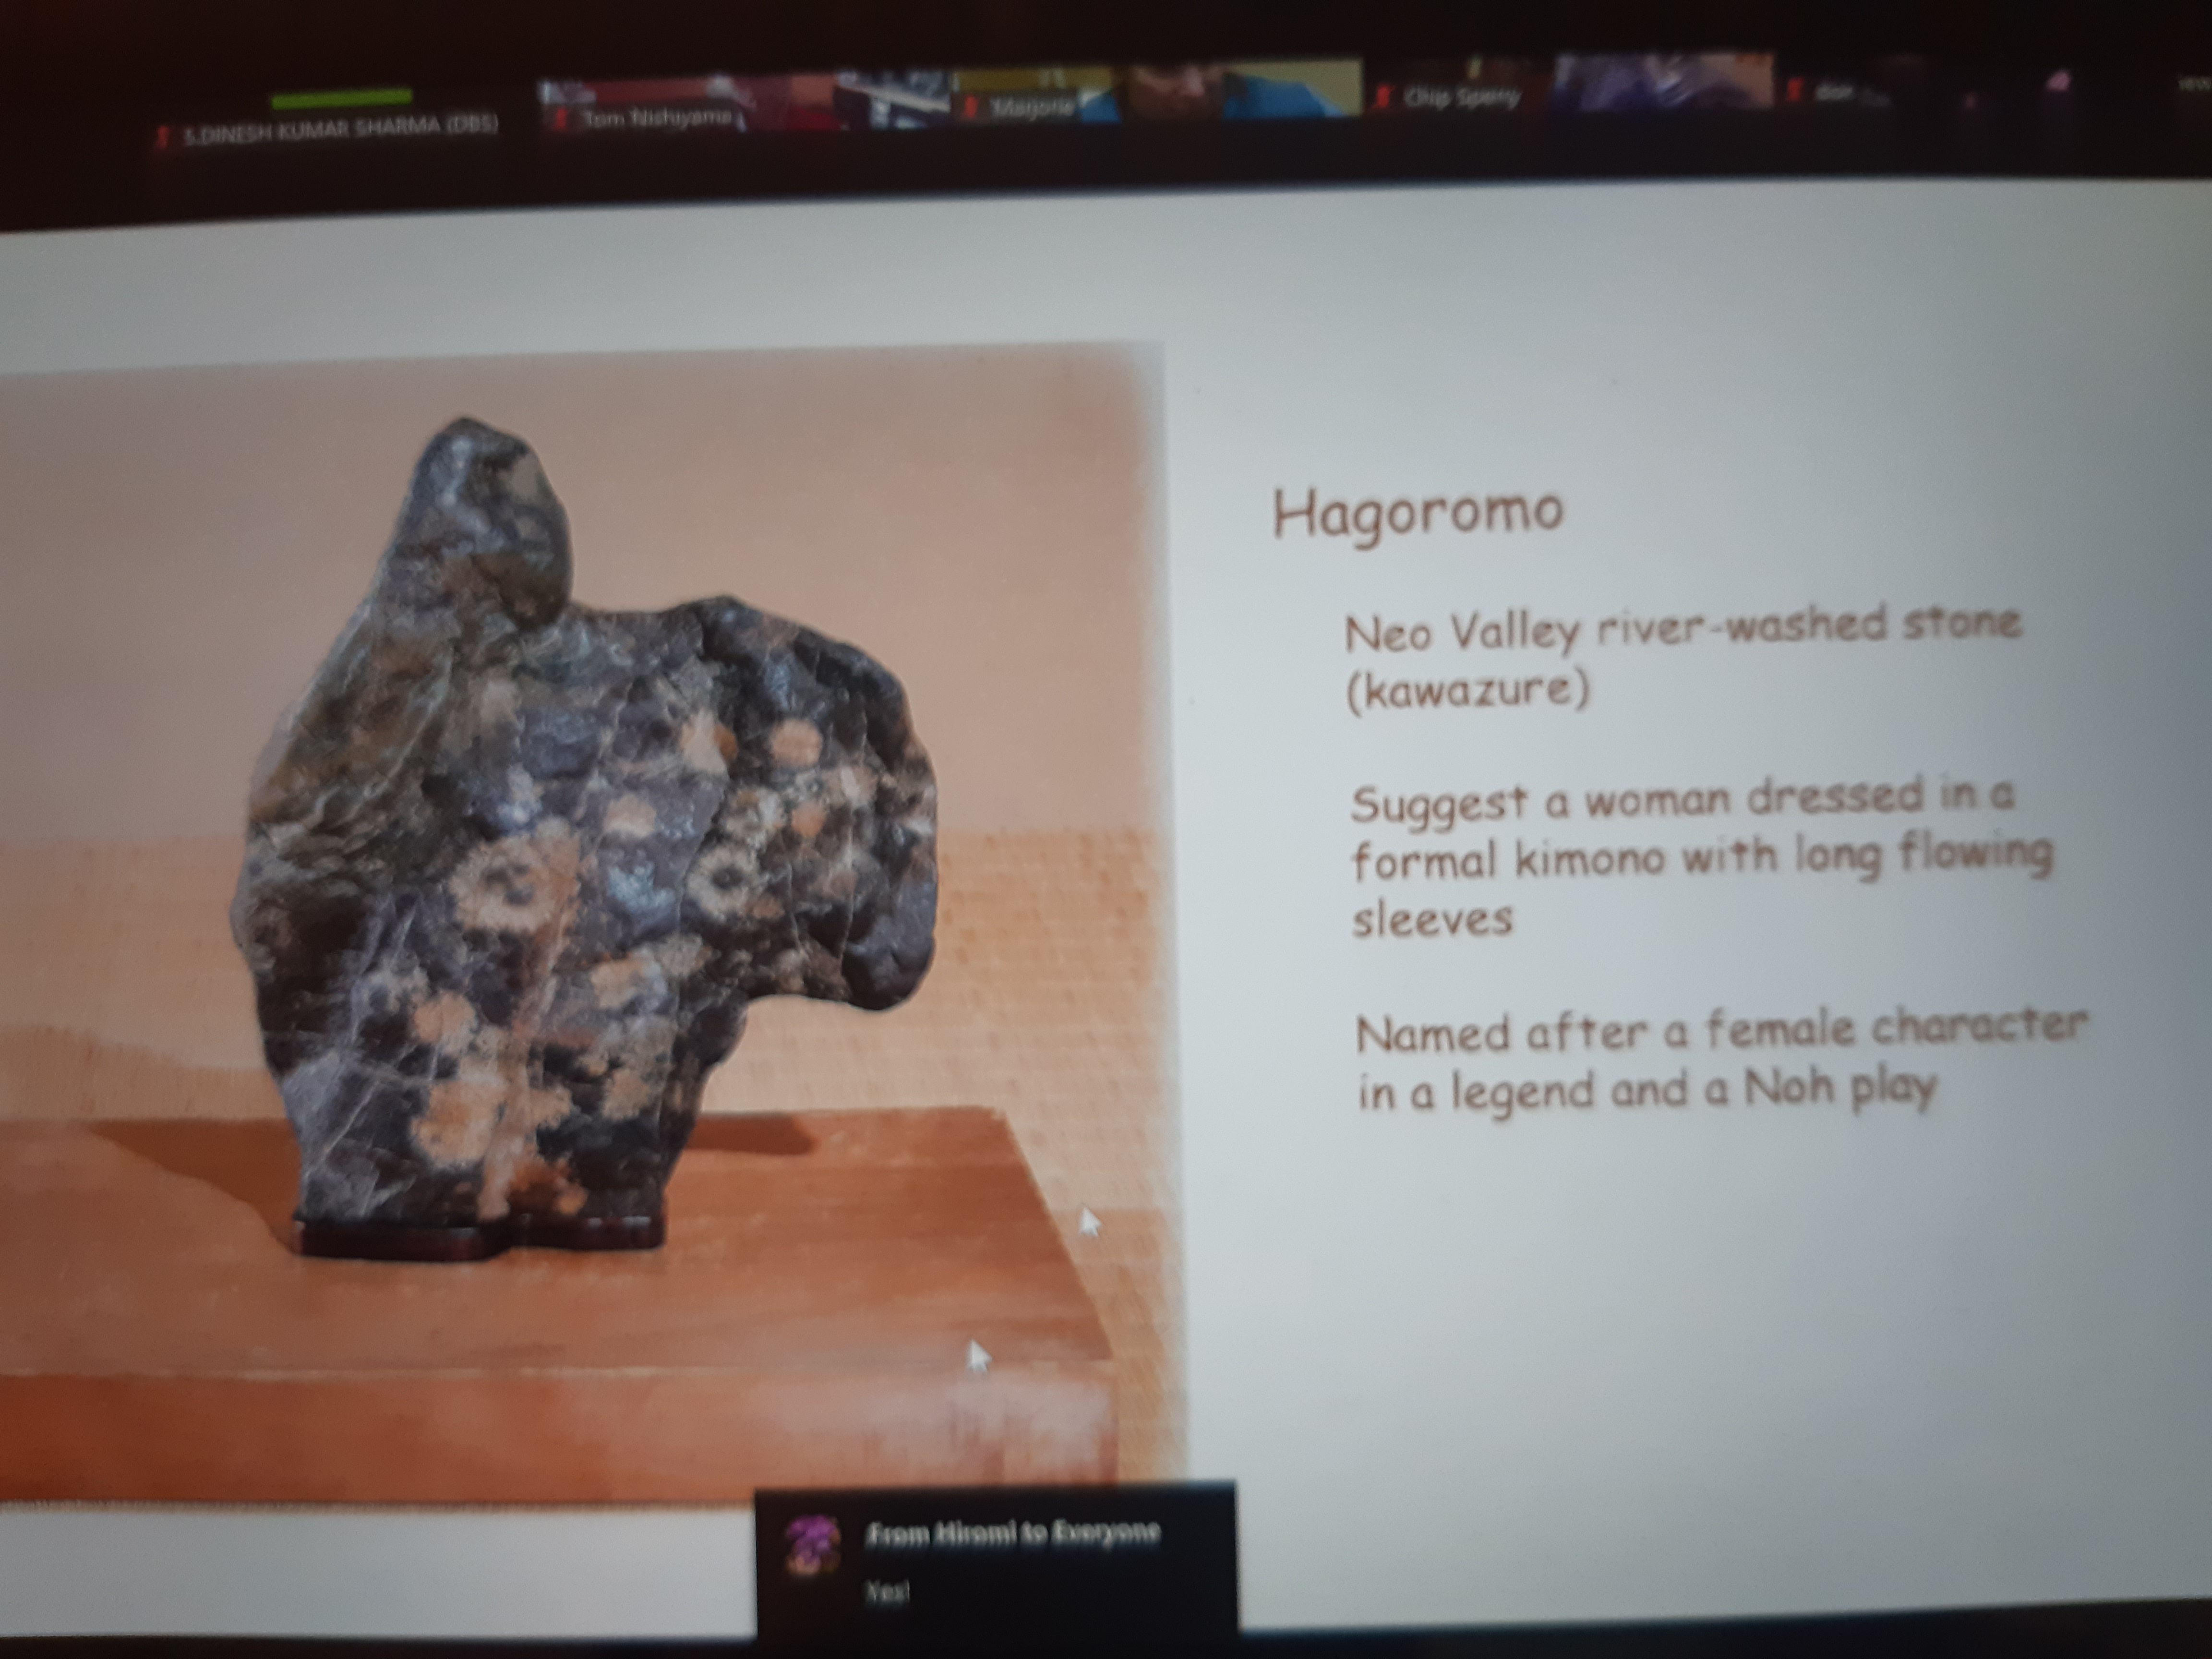 S.DINESH KUMAR SHARMA (DBS)
Tom Nishiyama
Marjorie
Chip Sperry
Hagoromo
Neo Valley river-washed stone
(kawazure)
Suggest a woman dressed in a
formal kimono with long flowing
sleeves
Named after a female character
in a legend and a Noh play
From Hiromi to Everyone
Yes!